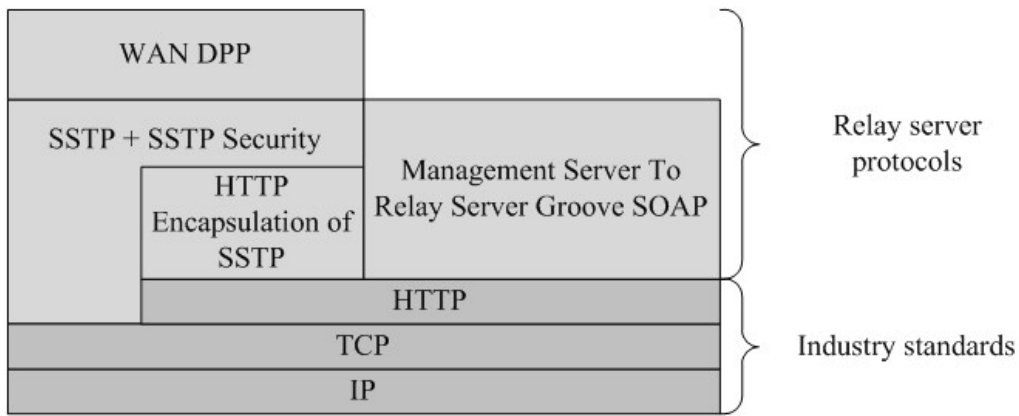 WAN DPP
SSTP + SSTP Security
HTTP
Encapsulation of
SSTP
Management Server To
Relay Server Groove SOAP
Relay server
protocols
HTTP
TCP
IP
Industry standards